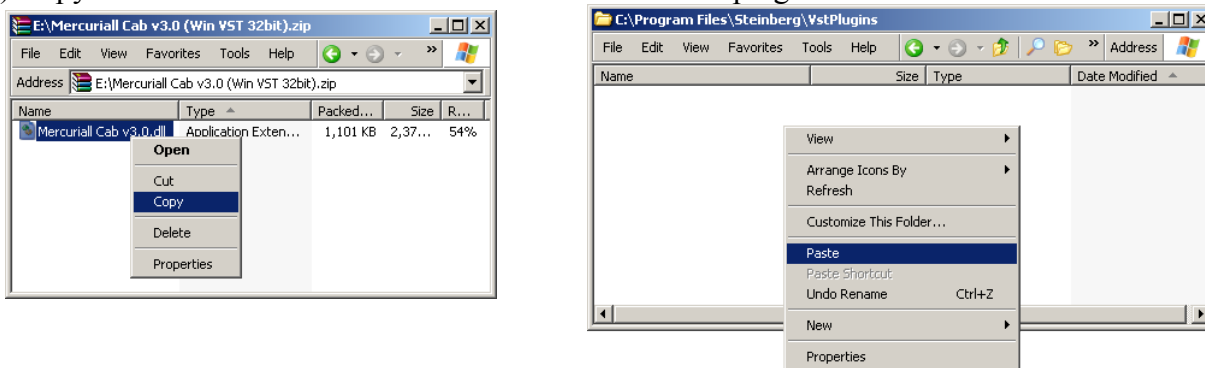 E:\Mercuriall Cab v3.0 (Win VST 32bit).zip
File Edit View Favorites Tools Help »
Address E:\Mercuriall Cab v3.0 (Win VST 32bit).zip
Name Type Packed... Size R...
Mercuriall Cab v3.0.dll Application Exten... 1,101 KB 2,37... 54%
Open
Cut
Copy
Delete
Properties
C:\Program Files\Steinberg\VstPlugins
File Edit View Favorites Tools Help » Address
Name Size Type Date Modified
View
Arrange Icons By
Refresh
Customize This Folder...
Paste
Paste Shortcut
Undo Rename Ctrl+Z
New
Properties